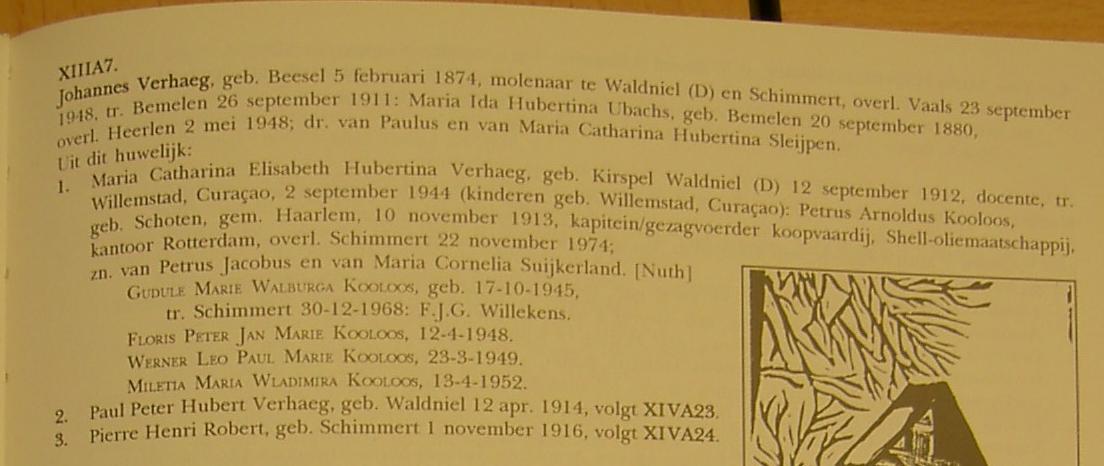 XIIIA7.
Johannes Verhaeg, geb. Beesel 5 februari 1874, molenaar te Waldniel (D) en Schimmert, overl. Vaals 23 september
1948, tr. Bemelen 26 september 1911: Maria Ida Hubertina Ubachs, geb. Bemelen 20 september 1880,
overl. Heerlen 2 mei 1948; dr. van Paulus en van Maria Catharina Hubertina Sleijpen.
Uit dit huwelijk:
1. Maria Catharina Elisabeth Hubertina Verhaeg, geb. Kirspel Waldniel (D) 12 september 1912, docente, tr.
Willemstad, Curaçao, 2 september 1944 (kinderen geb. Willemstad, Curaçao): Petrus Arnoldus Kooloos,
geb. Schoten, gem. Haarlem, 10 november 1913, kapitein/gezagvoerder koopvaardij, Shell-oliemaatschappij,
kantoor Rotterdam, overl. Schimmert 22 november 1974;
zn. van Petrus Jacobus en van Maria Cornelia Suijkerland. [Nuth]
Gudule Marie Walburga Kooloos, geb. 17-10-1945,
tr. Schimmert 30-12-1968: F.J.G. Willekens.
Floris Peter Jan Marie Kooloos, 12-4-1948.
Werner Leo Paul Marie Kooloos, 23-3-1949.
Miletia Maria Wladimira Kooloos, 13-4-1952.
2. Paul Peter Hubert Verhaeg, geb. Waldniel 12 apr. 1914, volgt XIVA23.
3. Pierre Henri Robert, geb. Schimmert 1 november 1916, volgt XIVA24.